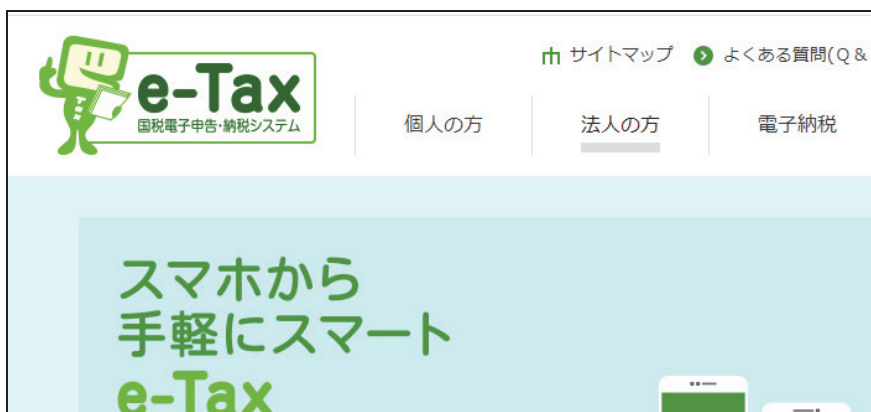 サイトマップ よくある質問(Q&
e-Tax
国税電子申告・納税システム
Tax
個人の方 法人の方 電子納税
スマホから
手軽にスマート
e-Tax